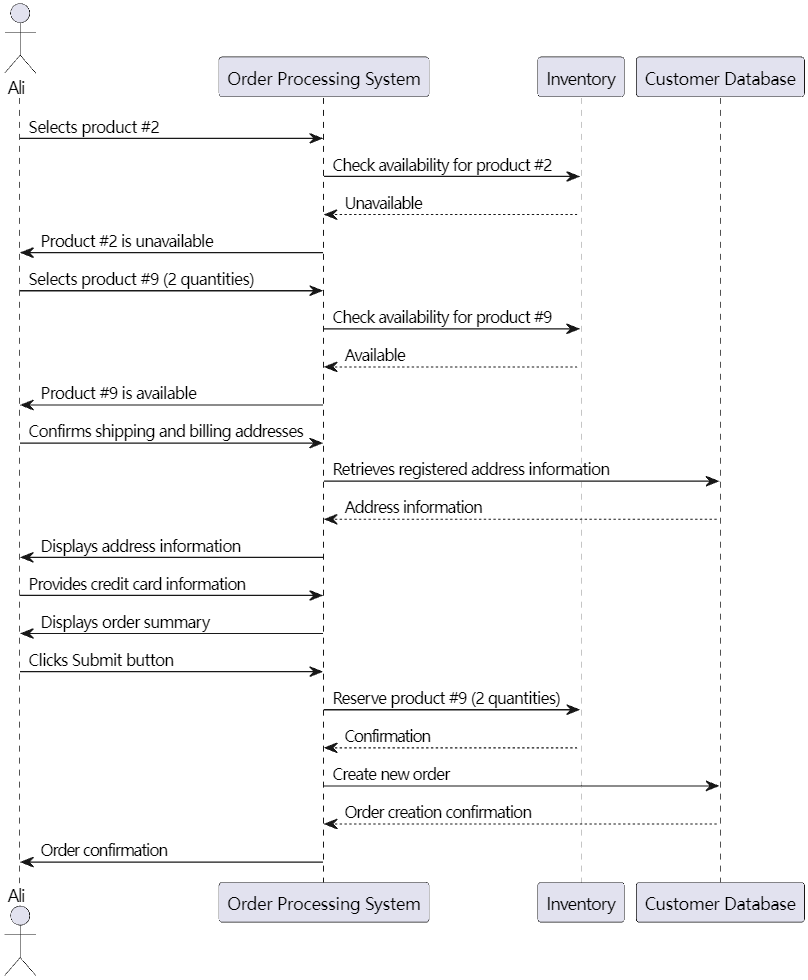 Ali
Order Processing System
Inventory
Customer Database
Selects product #2
Check availability for product #2
Unavailable
Product #2 is unavailable
Selects product #9 (2 quantities)
Check availability for product #9
Available
Product #9 is available
Confirms shipping and billing addresses
Retrieves registered address information
Address information
Displays address information
Provides credit card information
Displays order summary
Clicks Submit button
Reserve product #9 (2 quantities)
Confirmation
Create new order
Order creation confirmation
Order confirmation
Ali
Order Processing System
Inventory
Customer Database